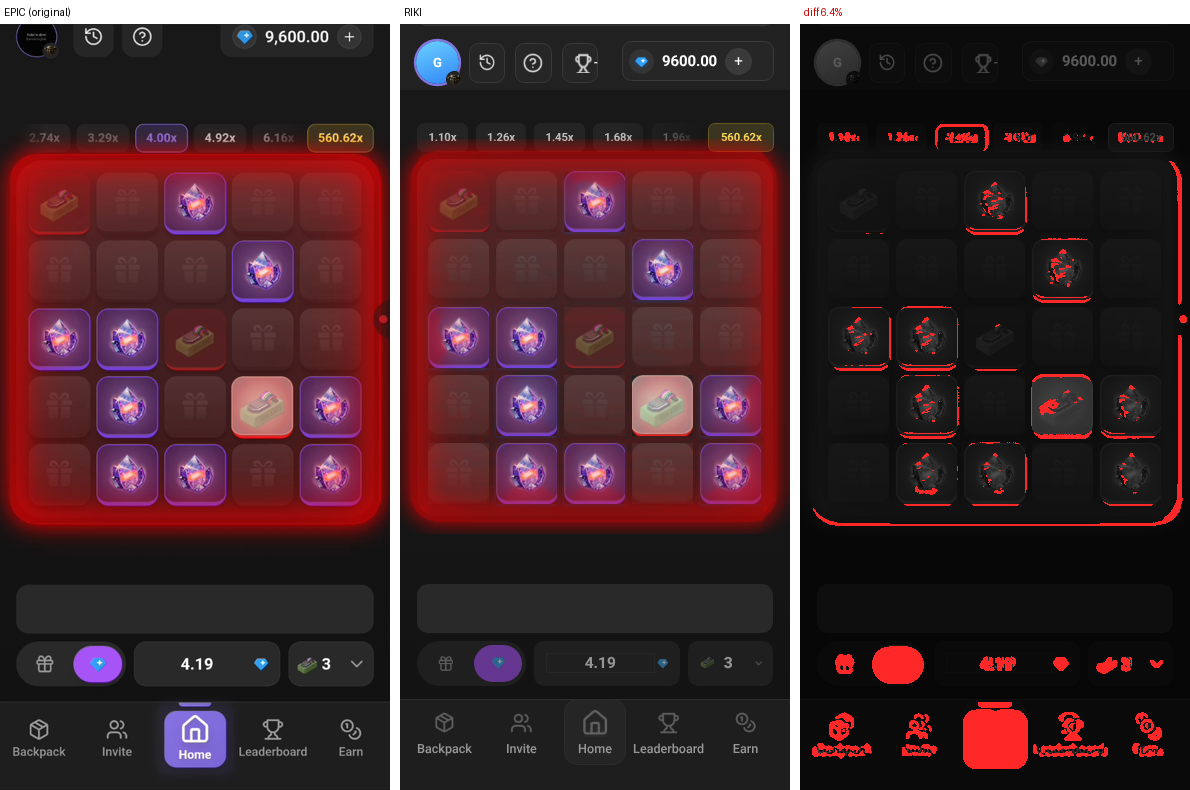 EPIC (original)
RIKI
diff6.4%
9,600.00 +
G
9600.00 +
G
9600.00 +
2.74x 3.29x 4.00x 4.92x 6.16x 560.62x
1.10x 1.26x 1.45x 1.68x 1.96x 560.62x
4.19
3
4.19
3
Backpack Invite Home Leaderboard Earn
Backpack Invite Home Leaderboard Earn